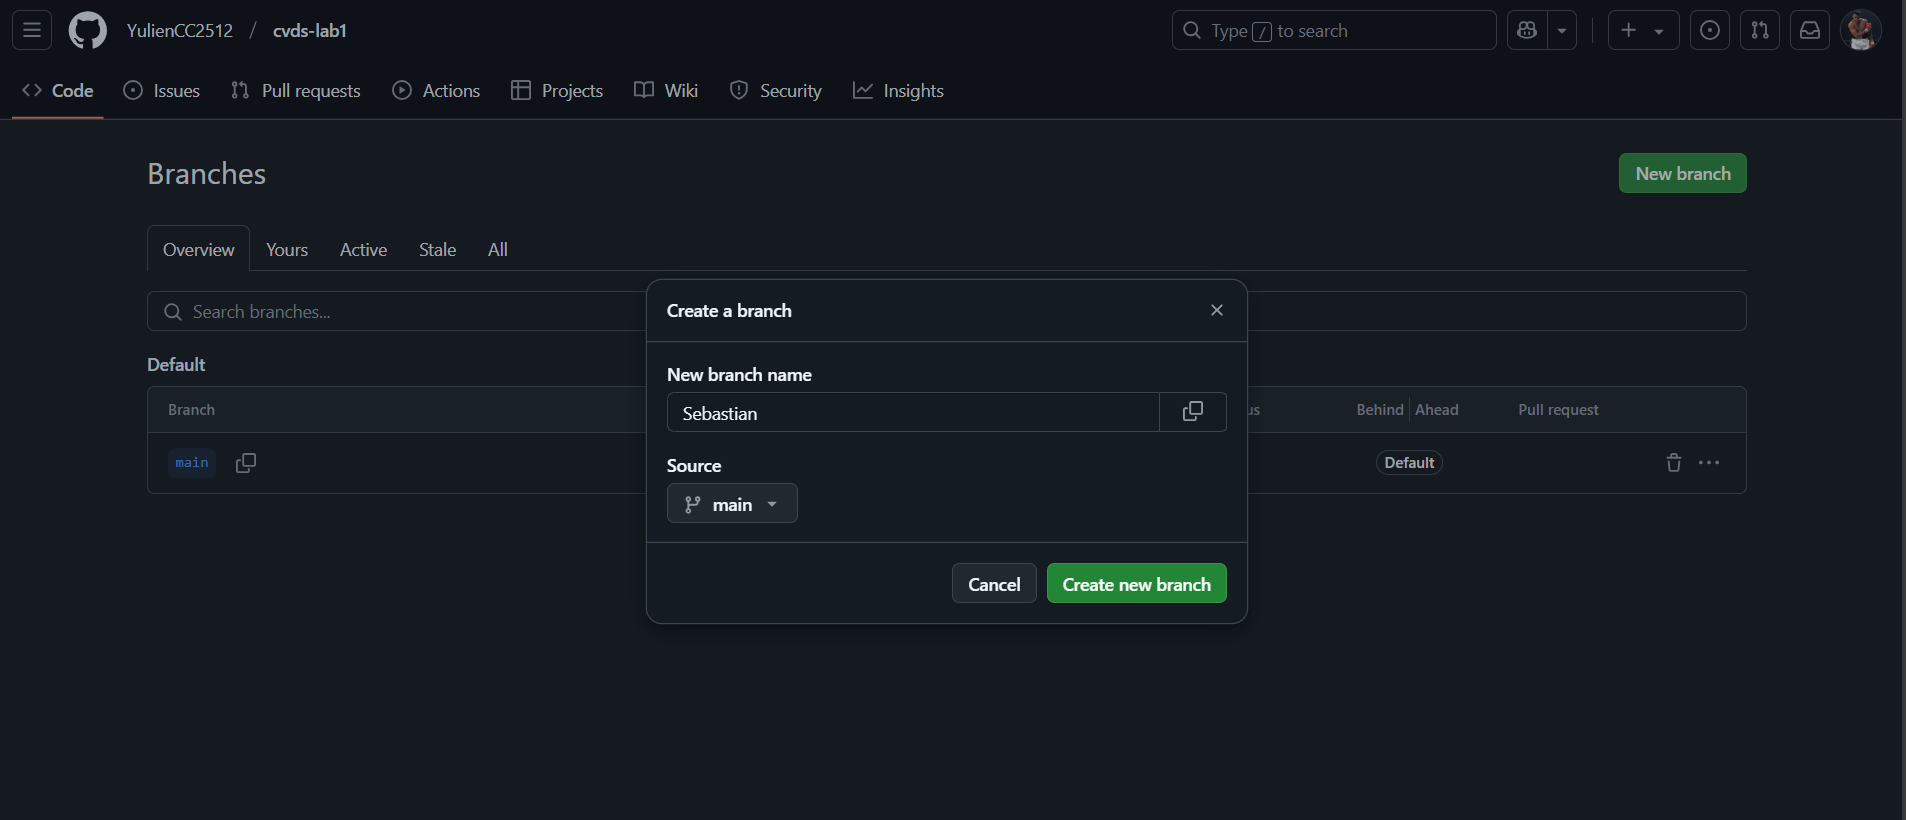 YulienCC2512 / cvds-lab1
Type / to search
Code Issues Pull requests Actions Projects Wiki Security Insights
Branches
New branch
Overview Yours Active Stale All
Search branches...
Create a branch
Default
New branch name
Branch
Sebastian
us Behind Ahead Pull request
main
Default
Source
main
Cancel Create new branch